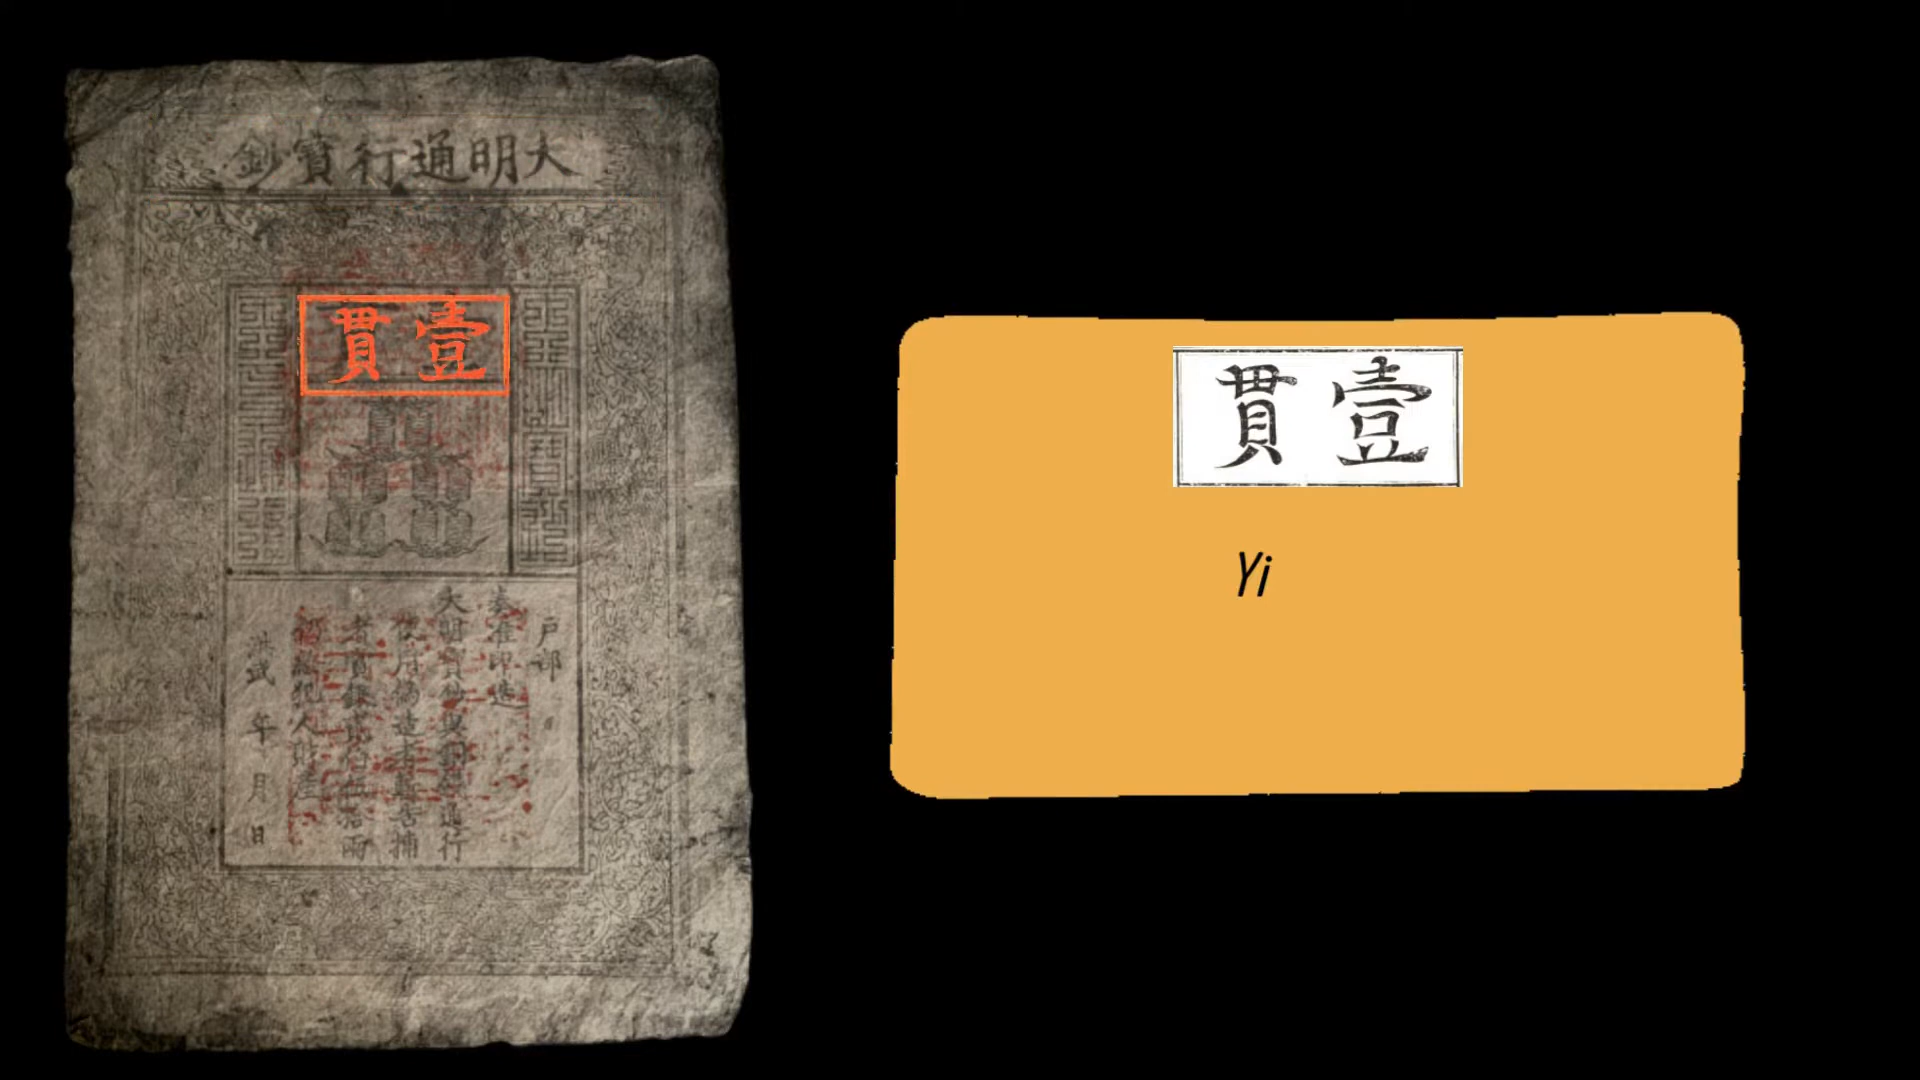 大明通行寶鈔
壹貫
戶部
奏准印造
大明寶鈔與銅錢通行
使用偽造者斬告捕
者賞銀貳伯伍拾兩
仍給犯人財產
洪武 年 月 日
壹貫
Yi